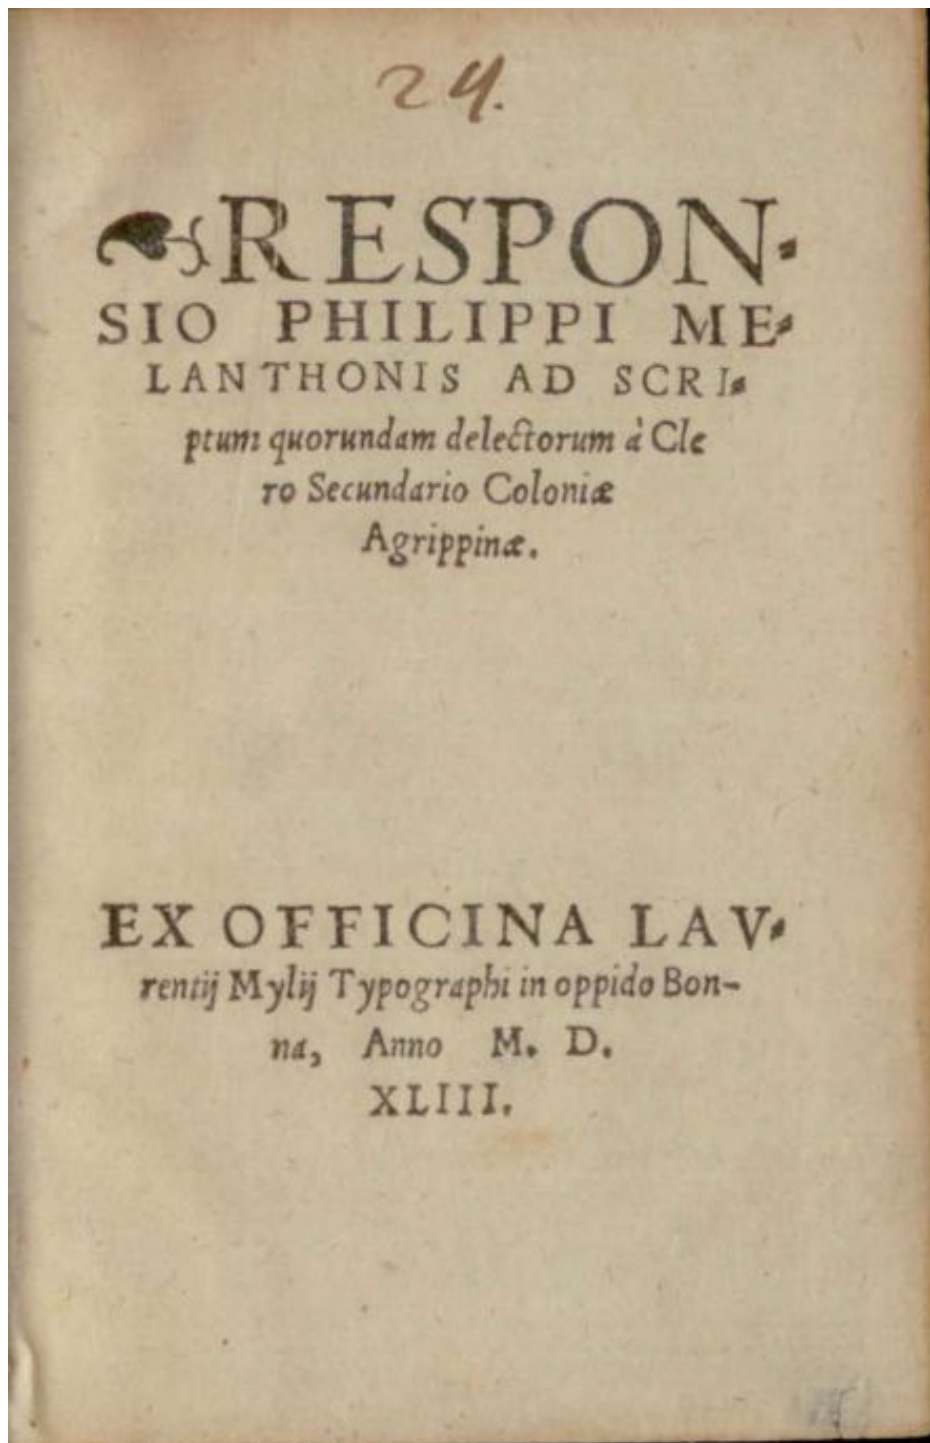 24.
RESPON-
SIO PHILIPPI ME-
LANTHONIS AD SCRI-
ptum quorundam delectorum à Cle
ro Secundario Coloniæ
Agrippinæ.
EX OFFICINA LAV-
rentij Mylij Typographi in oppido Bon-
na, Anno M. D.
XLIII.